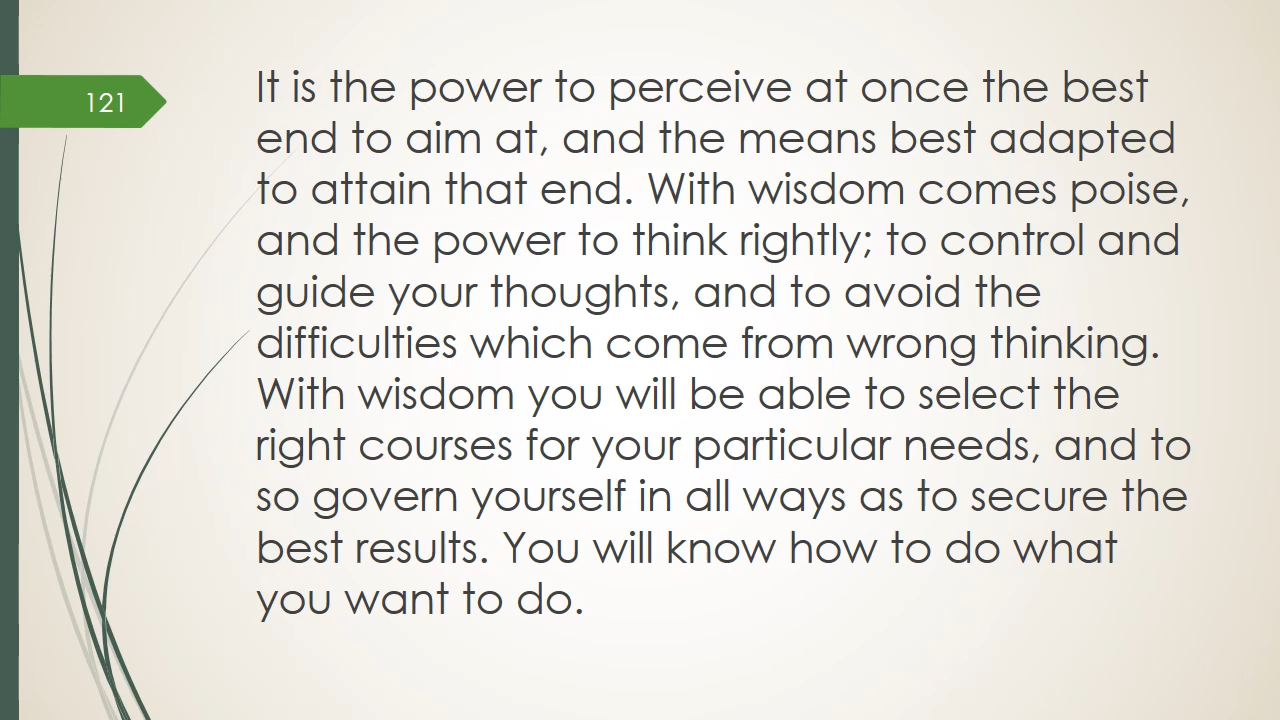 121
It is the power to perceive at once the best
end to aim at, and the means best adapted
to attain that end. With wisdom comes poise,
and the power to think rightly; to control and
guide your thoughts, and to avoid the
difficulties which come from wrong thinking.
With wisdom you will be able to select the
right courses for your particular needs, and to
so govern yourself in all ways as to secure the
best results. You will know how to do what
you want to do.